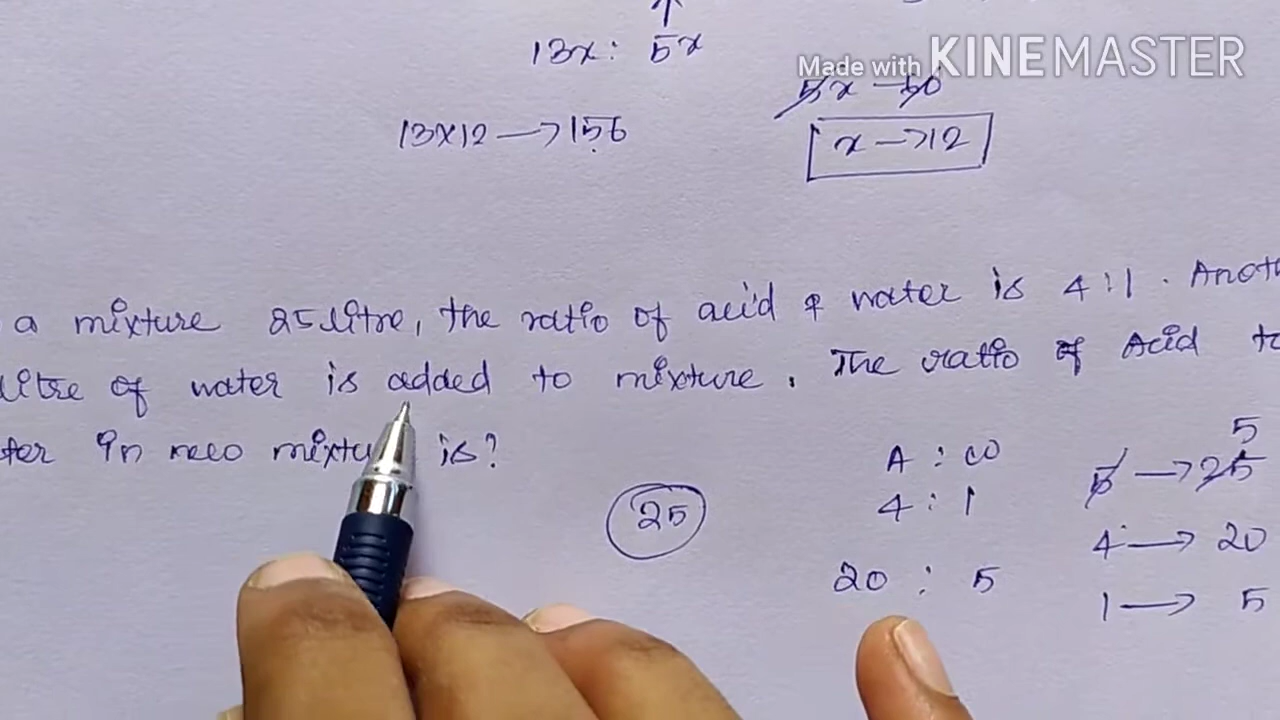 13x : 5x
Made with KINEMASTER
5x → 60
13x12 → 156
x → 12
a mixture 25 litre, the ratio of acid & water is 4:1. Anoth
litre of water is added to mixture. The ratio of Acid to
ter in new mixture is?
25
A : w
4 : 1
20 : 5
5
5 → 25
4 → 20
1 → 5